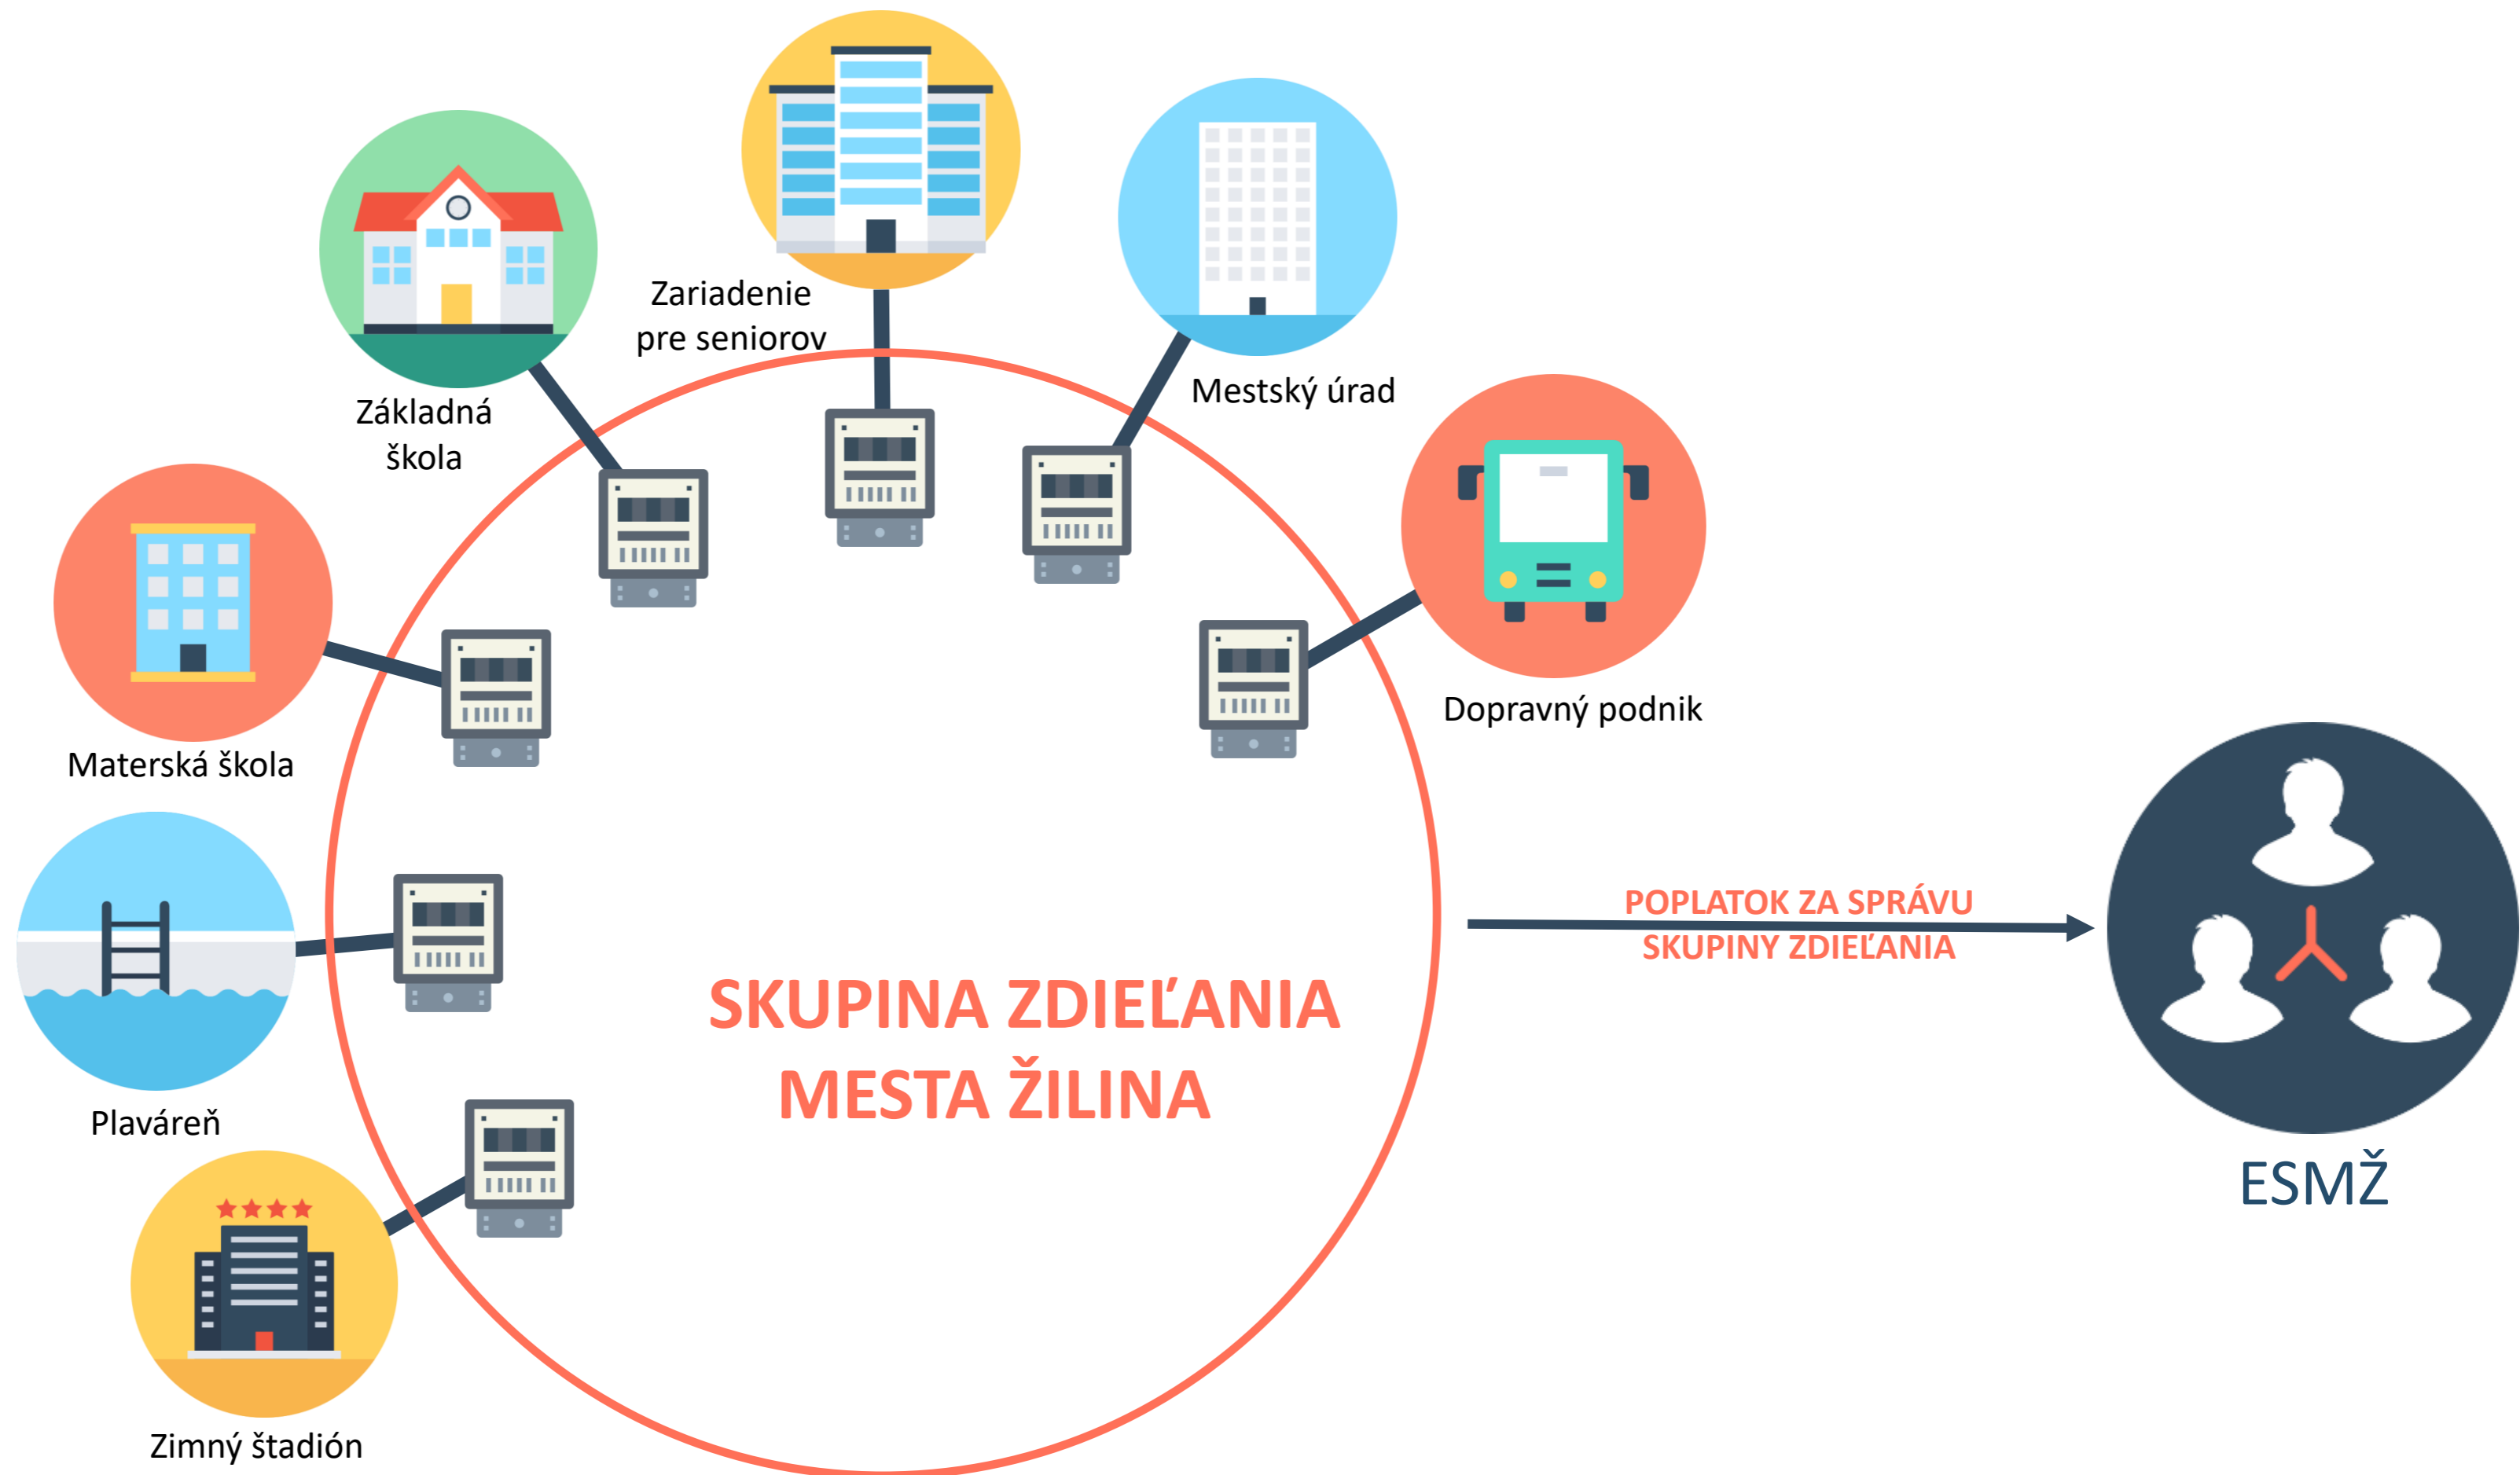 Zariadenie
pre seniorov
Mestský úrad
Základná
škola
Dopravný podnik
Materská škola
POPLATOK ZA SPRÁVU
SKUPINY ZDIEĽANIA
SKUPINA ZDIEĽANIA
MESTA ŽILINA
Plaváreň
ESMŽ
Zimný štadión